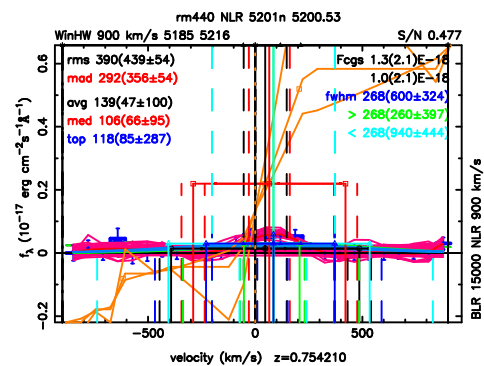 rm440 NLR 5201n 5200.53
WinHW 900 km/s 5185 5216
S/N 0.477
rms 390(439±54)
mad 292(356±54)
avg 139(47±100)
med 106(66±95)
top 118(85±287)
Fcgs 1.3(2.1)E-18
1.0(2.1)E-18
fwhm 268(600±324)
> 268(260±397)
< 268(940±444)
0.6
0.4
0.2
0
-0.2
fλ (10⁻¹⁷ erg cm⁻²s⁻¹Å⁻¹)
BLR 15000 NLR 900 km/s
-500
0
500
velocity (km/s) z=0.754210